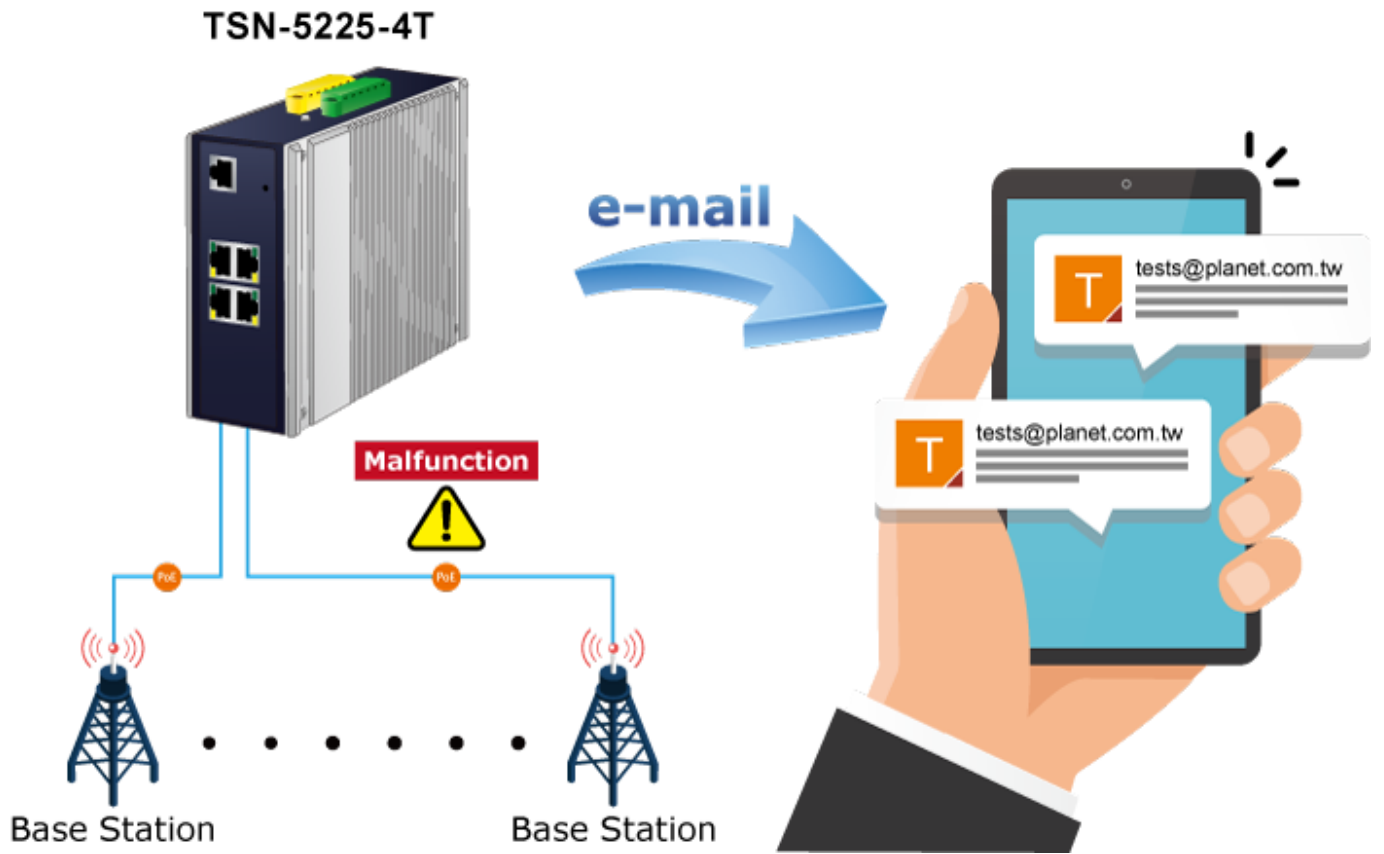 TSN-5225-4T
e-mail
T
tests@planet.com.tw
T
tests@planet.com.tw
Malfunction
PoE
PoE
Base Station
Base Station